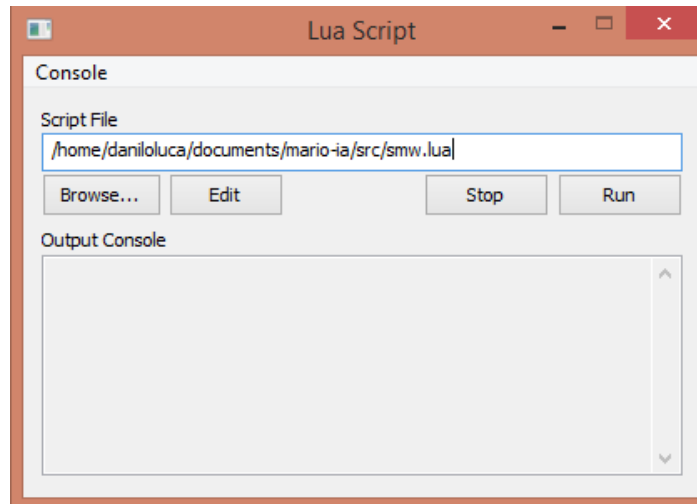 Lua Script
Console
Script File
/home/daniloluca/documents/mario-ia/src/smw.lua
Browse... Edit Stop Run
Output Console